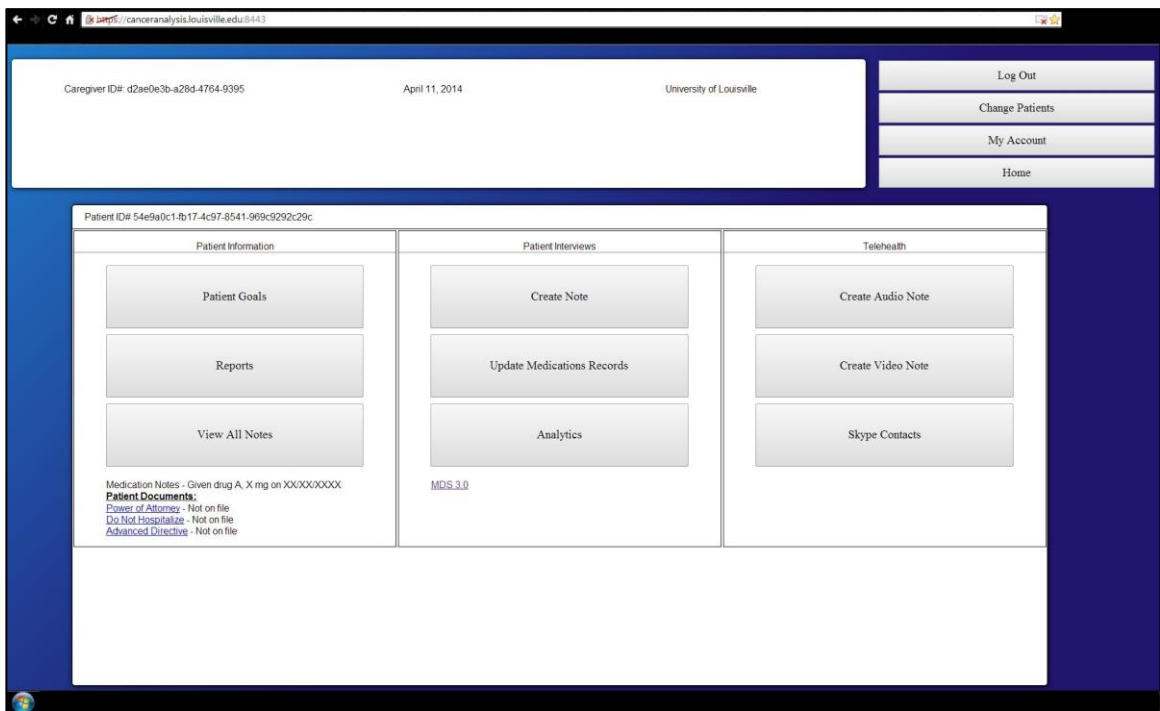 https://canceranalysis.louisville.edu:8443
Caregiver ID#: d2ae0e3b-a28d-4764-9395
April 11, 2014
University of Louisville
Log Out
Change Patients
My Account
Home
Patient ID# 54e9a0c1-fb17-4c97-8541-969c9292c29c
Patient Information
Patient Goals
Reports
View All Notes
Medication Notes - Given drug A, X mg on XX/XX/XXXX
Patient Documents:
Power of Attorney - Not on file
Do Not Hospitalize - Not on file
Advanced Directive - Not on file
Patient Interviews
Create Note
Update Medications Records
Analytics
MDS 3.0
Telehealth
Create Audio Note
Create Video Note
Skype Contacts